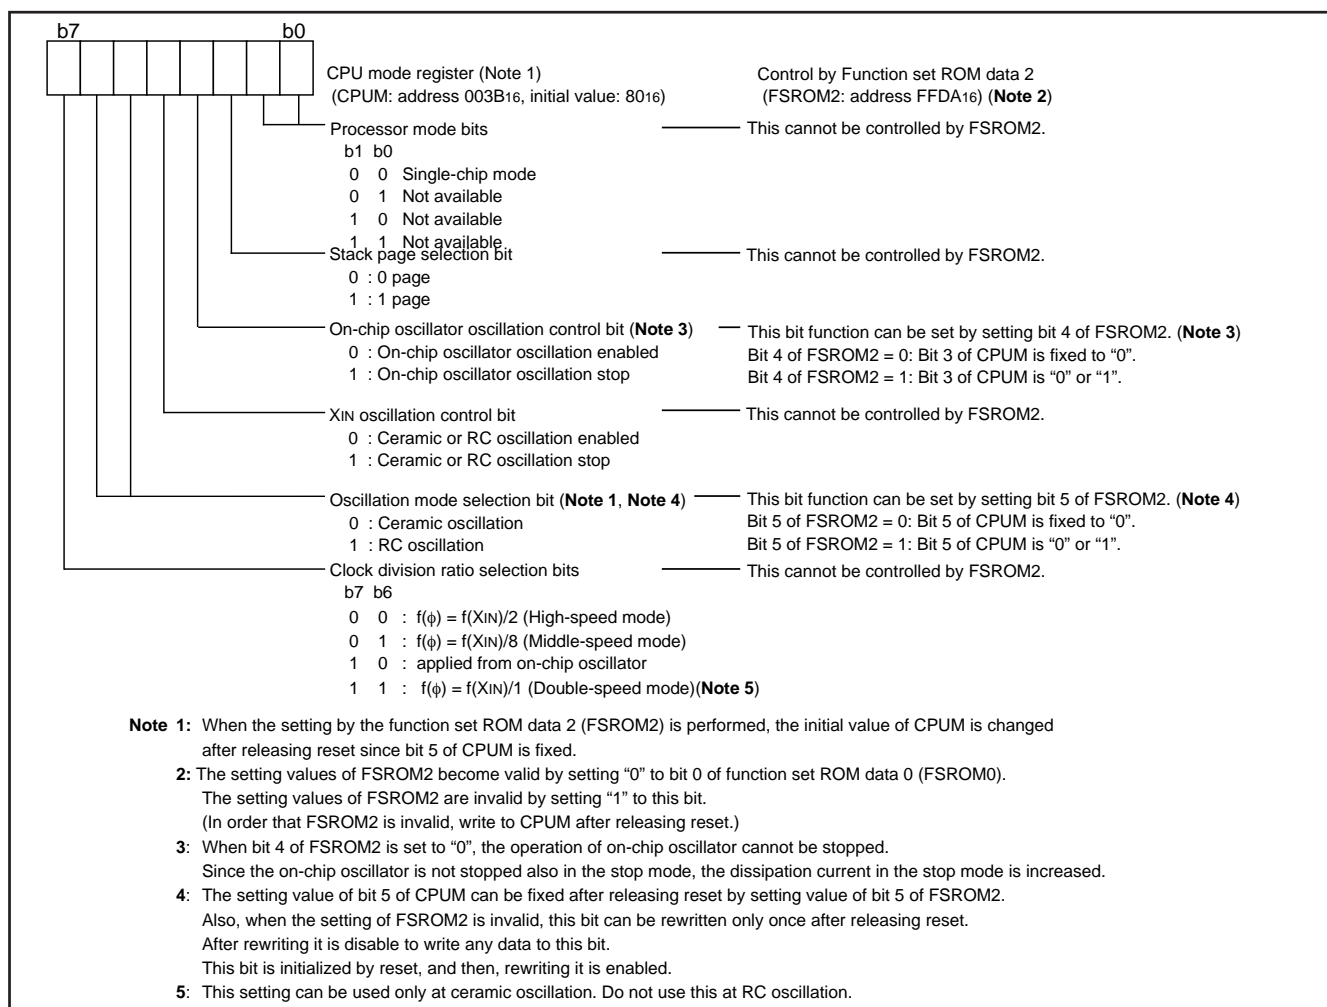 b7 b0
CPU mode register (Note 1) Control by Function set ROM data 2
(CPUM: address 003B16, initial value: 8016) (FSROM2: address FFDA16) (Note 2)
Processor mode bits This cannot be controlled by FSROM2.
b1 b0
0 0 Single-chip mode
0 1 Not available
1 0 Not available
1 1 Not available
Stack page selection bit This cannot be controlled by FSROM2.
0 : 0 page
1 : 1 page
On-chip oscillator oscillation control bit (Note 3) This bit function can be set by setting bit 4 of FSROM2. (Note 3)
0 : On-chip oscillator oscillation enabled Bit 4 of FSROM2 = 0: Bit 3 of CPUM is fixed to “0”.
1 : On-chip oscillator oscillation stop Bit 4 of FSROM2 = 1: Bit 3 of CPUM is “0” or “1”.
XIN oscillation control bit This cannot be controlled by FSROM2.
0 : Ceramic or RC oscillation enabled
1 : Ceramic or RC oscillation stop
Oscillation mode selection bit (Note 1, Note 4) This bit function can be set by setting bit 5 of FSROM2. (Note 4)
0 : Ceramic oscillation Bit 5 of FSROM2 = 0: Bit 5 of CPUM is fixed to “0”.
1 : RC oscillation Bit 5 of FSROM2 = 1: Bit 5 of CPUM is “0” or “1”.
Clock division ratio selection bits This cannot be controlled by FSROM2.
b7 b6
0 0 : f(φ) = f(XIN)/2 (High-speed mode)
0 1 : f(φ) = f(XIN)/8 (Middle-speed mode)
1 0 : applied from on-chip oscillator
1 1 : f(φ) = f(XIN)/1 (Double-speed mode)(Note 5)
Note 1: When the setting by the function set ROM data 2 (FSROM2) is performed, the initial value of CPUM is changed
after releasing reset since bit 5 of CPUM is fixed.
2: The setting values of FSROM2 become valid by setting “0” to bit 0 of function set ROM data 0 (FSROM0).
The setting values of FSROM2 are invalid by setting “1” to this bit.
(In order that FSROM2 is invalid, write to CPUM after releasing reset.)
3: When bit 4 of FSROM2 is set to “0”, the operation of on-chip oscillator cannot be stopped.
Since the on-chip oscillator is not stopped also in the stop mode, the dissipation current in the stop mode is increased.
4: The setting value of bit 5 of CPUM can be fixed after releasing reset by setting value of bit 5 of FSROM2.
Also, when the setting of FSROM2 is invalid, this bit can be rewritten only once after releasing reset.
After rewriting it is disable to write any data to this bit.
This bit is initialized by reset, and then, rewriting it is enabled.
5: This setting can be used only at ceramic oscillation. Do not use this at RC oscillation.